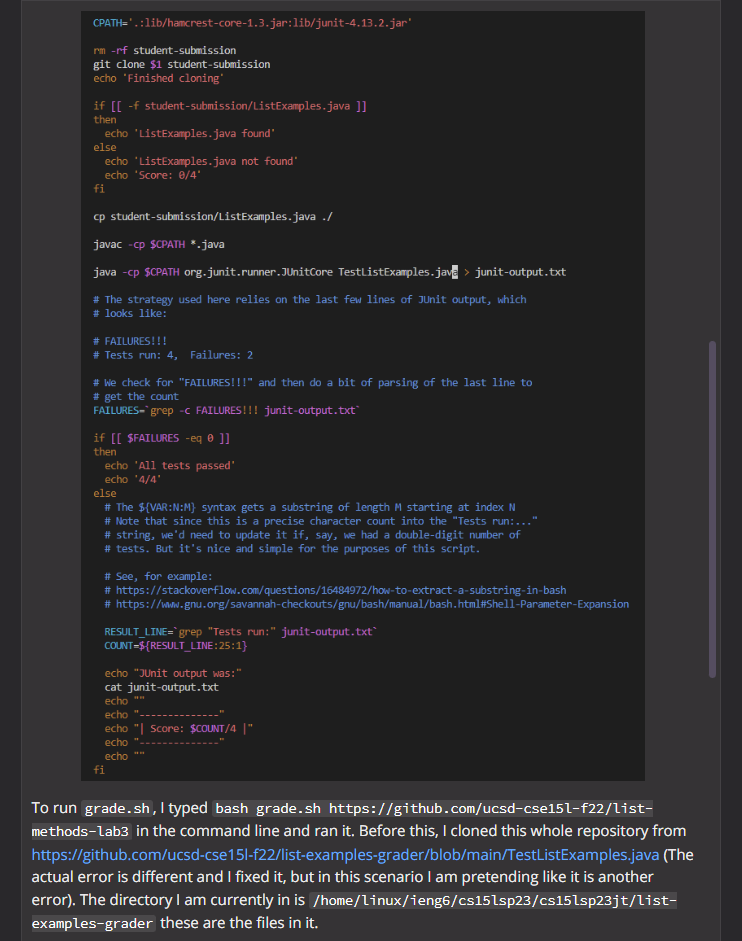 CPATH='.:lib/hamcrest-core-1.3.jar:lib/junit-4.13.2.jar'
rm -rf student-submission
git clone $1 student-submission
echo 'Finished cloning'
if [[ -f student-submission/ListExamples.java ]]
then
  echo 'ListExamples.java found'
else
  echo 'ListExamples.java not found'
  echo 'Score: 0/4'
fi
cp student-submission/ListExamples.java ./
javac -cp $CPATH *.java
java -cp $CPATH org.junit.runner.JUnitCore TestListExamples.java > junit-output.txt
# The strategy used here relies on the last few lines of JUnit output, which
# looks like:
# FAILURES!!!
# Tests run: 4,  Failures: 2
# We check for "FAILURES!!!" and then do a bit of parsing of the last line to
# get the count
FAILURES=`grep -c FAILURES!!! junit-output.txt`
if [[ $FAILURES -eq 0 ]]
then
  echo 'All tests passed'
  echo '4/4'
else
  # The ${VAR:N:M} syntax gets a substring of length M starting at index N
  # Note that since this is a precise character count into the "Tests run:..."
  # string, we'd need to update it if, say, we had a double-digit number of
  # tests. But it's nice and simple for the purposes of this script.
  # See, for example:
  # https://stackoverflow.com/questions/16484972/how-to-extract-a-substring-in-bash
  # https://www.gnu.org/savannah-checkouts/gnu/bash/manual/bash.html#Shell-Parameter-Expansion
  RESULT_LINE=`grep "Tests run:" junit-output.txt`
  COUNT=${RESULT_LINE:25:1}
  echo "JUnit output was:"
  cat junit-output.txt
  echo ""
  echo "--------------"
  echo "| Score: $COUNT/4 |"
  echo "--------------"
  echo ""
fi
To run grade.sh, I typed bash grade.sh https://github.com/ucsd-cse15l-f22/list-
methods-lab3 in the command line and ran it. Before this, I cloned this whole repository from
https://github.com/ucsd-cse15l-f22/list-examples-grader/blob/main/TestListExamples.java (The
actual error is different and I fixed it, but in this scenario I am pretending like it is another
error). The directory I am currently in is /home/linux/ieng6/cs15lsp23/cs15lsp23jt/list-
examples-grader these are the files in it.